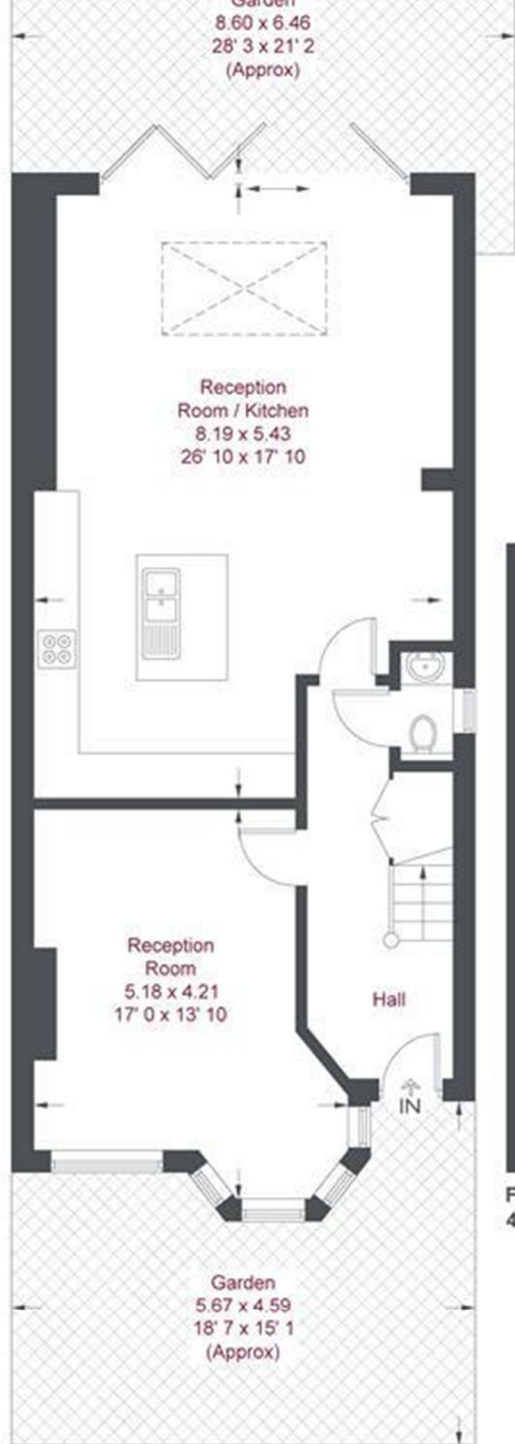 Garden
8.60 x 6.46
28' 3 x 21' 2
(Approx)
Reception
Room / Kitchen
8.19 x 5.43
26' 10 x 17' 10
Reception
Room
5.18 x 4.21
17' 0 x 13' 10
Hall
IN
Garden
5.67 x 4.59
18' 7 x 15' 1
(Approx)
F
4